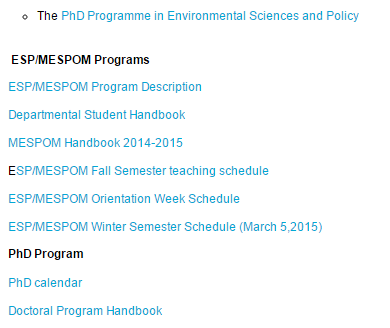 The PhD Programme in Environmental Sciences and Policy
ESP/MESPOM Programs
ESP/MESPOM Program Description
Departmental Student Handbook
MESPOM Handbook 2014-2015
ESP/MESPOM Fall Semester teaching schedule
ESP/MESPOM Orientation Week Schedule
ESP/MESPOM Winter Semester Schedule (March 5,2015)
PhD Program
PhD calendar
Doctoral Program Handbook